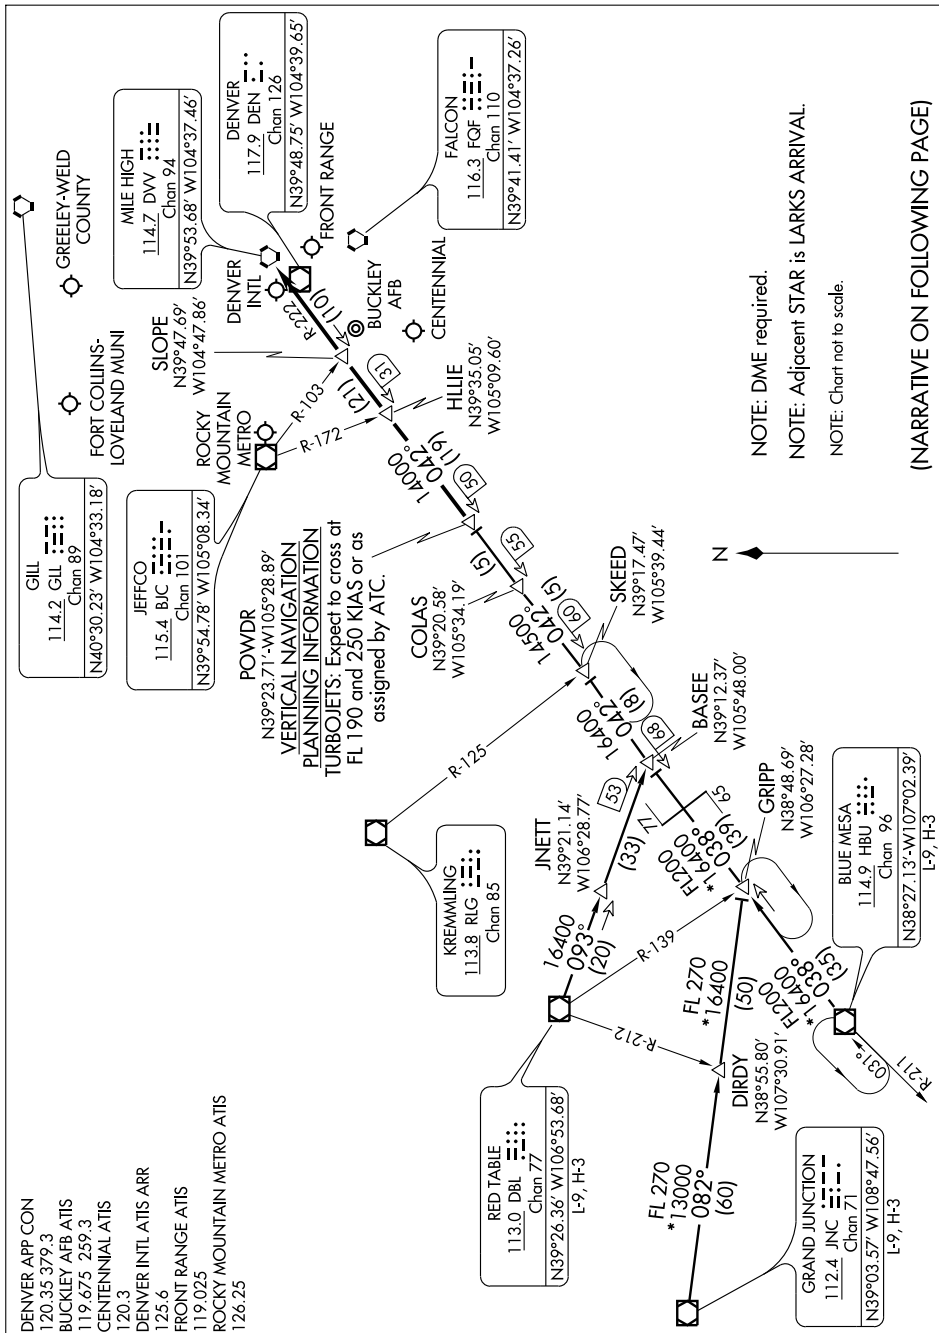 GREELEY-WELD
COUNTY
FORT COLLINS-
LOVELAND MUNI
GILL
114.2 GLL
Chan 89
N40°30.23' W104°33.18'
MILE HIGH
114.7 DVV
Chan 94
N39°53.68' W104°37.46'
DENVER
117.9 DEN
Chan 126
N39°48.75' W104°39.65'
FALCON
116.3 FQF
Chan 110
N39°41.41' W104°37.26'
DENVER
INTL
FRONT RANGE
BUCKLEY
AFB
CENTENNIAL
SLOPE
N39°47.69'
W104°47.86'
ROCKY
MOUNTAIN
METRO
JEFFCO
115.4 BJC
Chan 101
N39°54.78' W105°08.34'
R-222
(10)
R-103
R-172
(21)
31
HLLIE
N39°35.05'
W105°09.60'
14000
042°
(19)
50
POWDR
N39°23.71'-W105°28.89'
VERTICAL NAVIGATION
PLANNING INFORMATION
TURBOJETS: Expect to cross at
FL 190 and 250 KIAS or as
assigned by ATC.
(5)
55
COLAS
N39°20.58'
W105°34.19'
14500
042°
(5)
60
SKEED
N39°17.47'
W105°39.44'
R-125
16400
042°
(8)
68
BASEE
N39°12.37'
W105°48.00'
KREMMLING
113.8 RLG
Chan 85
JNETT
N39°21.14'
W106°28.77'
53
(33)
77
65
16400
093°
(20)
FL200
*16400
038°
(39)
GRIPP
N38°48.69'
W106°27.28'
R-139
R-212
RED TABLE
113.0 DBL
Chan 77
N39°26.36' W106°53.68'
L-9, H-3
FL 270
*16400
(50)
DIRDY
N38°55.80'
W107°30.91'
FL200
*16400
038°
(35)
BLUE MESA
114.9 HBU
Chan 96
N38°27.13'-W107°02.39'
L-9, H-3
031°
R-211
FL 270
*13000
082°
(60)
GRAND JUNCTION
112.4 JNC
Chan 71
N39°03.57' W108°47.56'
L-9, H-3
N
NOTE: DME required.
NOTE: Adjacent STAR is LARKS ARRIVAL.
NOTE: Chart not to scale.
(NARRATIVE ON FOLLOWING PAGE)
DENVER APP CON
120.35 379.3
BUCKLEY AFB ATIS
119.675 259.3
CENTENNIAL ATIS
120.3
DENVER INTL ATIS ARR
125.6
FRONT RANGE ATIS
119.025
ROCKY MOUNTAIN METRO ATIS
126.25